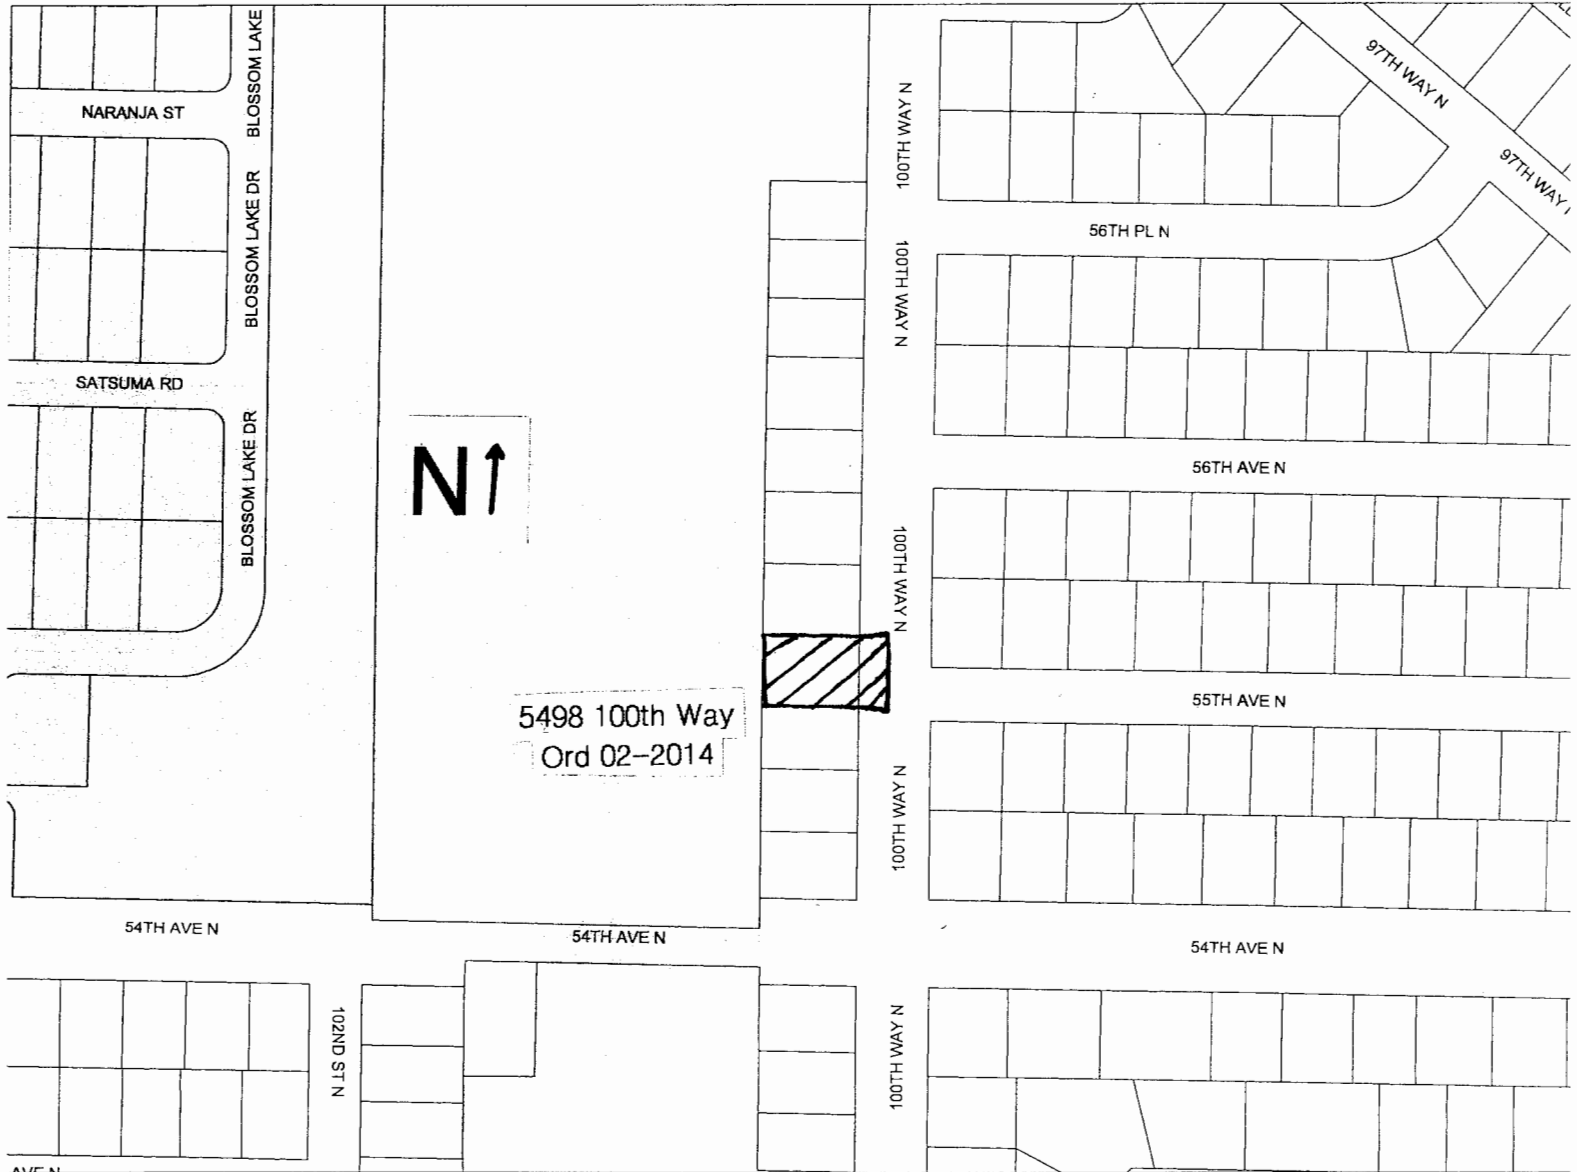 BLOSSOM LAKE
NARANJA ST
BLOSSOM LAKE DR
SATSUMA RD
BLOSSOM LAKE DR
N
5498 100th Way
Ord 02-2014
100TH WAY N
100TH WAY N
100TH WAY N
100TH WAY N
100TH WAY N
97TH WAY N
97TH WAY
56TH PL N
56TH AVE N
55TH AVE N
54TH AVE N
54TH AVE N
54TH AVE N
102ND ST N
AVE N